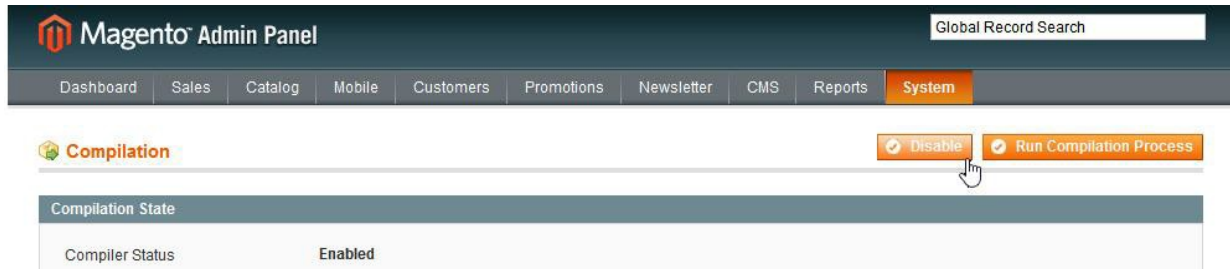 Magento Admin Panel
Global Record Search
Dashboard Sales Catalog Mobile Customers Promotions Newsletter CMS Reports System
Compilation
Disable
Run Compilation Process
Compilation State
Compiler Status Enabled